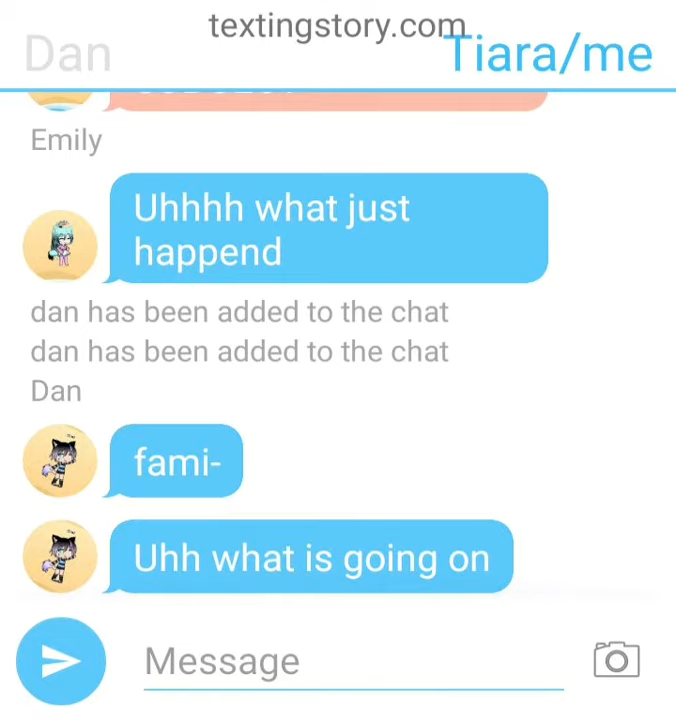 textingstory.com
Dan
Tiara/me
Emily
Uhhhh what just
happend
dan has been added to the chat
dan has been added to the chat
Dan
fami-
Uhh what is going on
Message